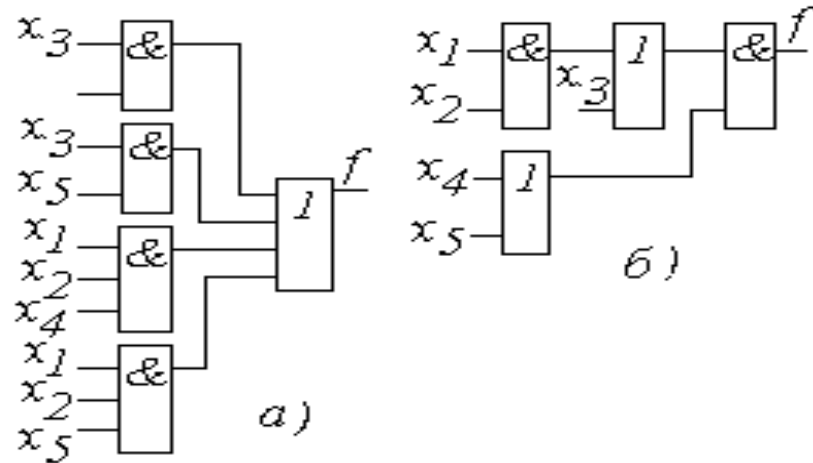 x3 &
x3 &
x5
x1 &
x2
x4
x1 &
x2
x5
1 f
а)
x1 & 1 & f
x2 x3
x4 1
x5
б)